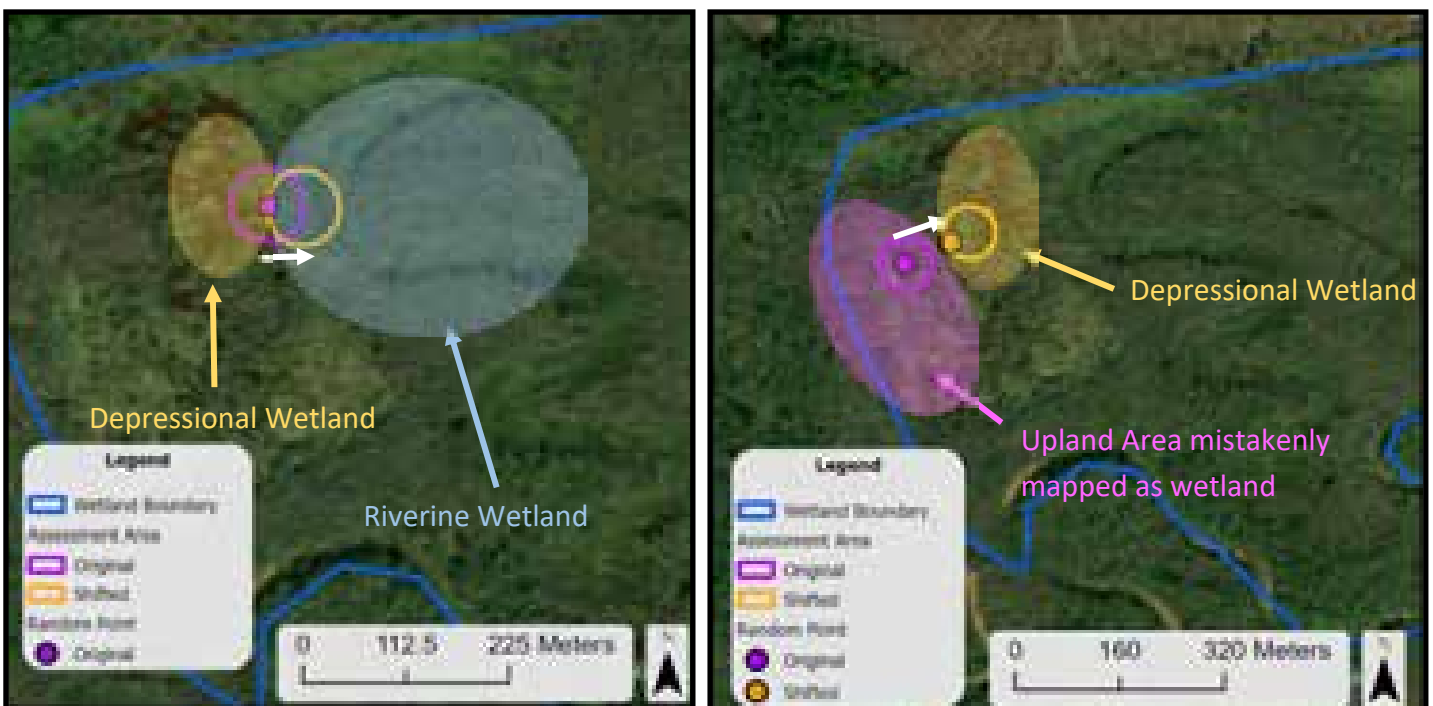 Depressional Wetland
Riverine Wetland
Legend
Wetland Boundary
Assessment Area
Original
Shifted
Random Point
Original
0 112.5 225 Meters
N
Depressional Wetland
Upland Area mistakenly
mapped as wetland
Legend
Wetland Boundary
Assessment Area
Original
Shifted
Random Point
Original
Shifted
0 160 320 Meters
N